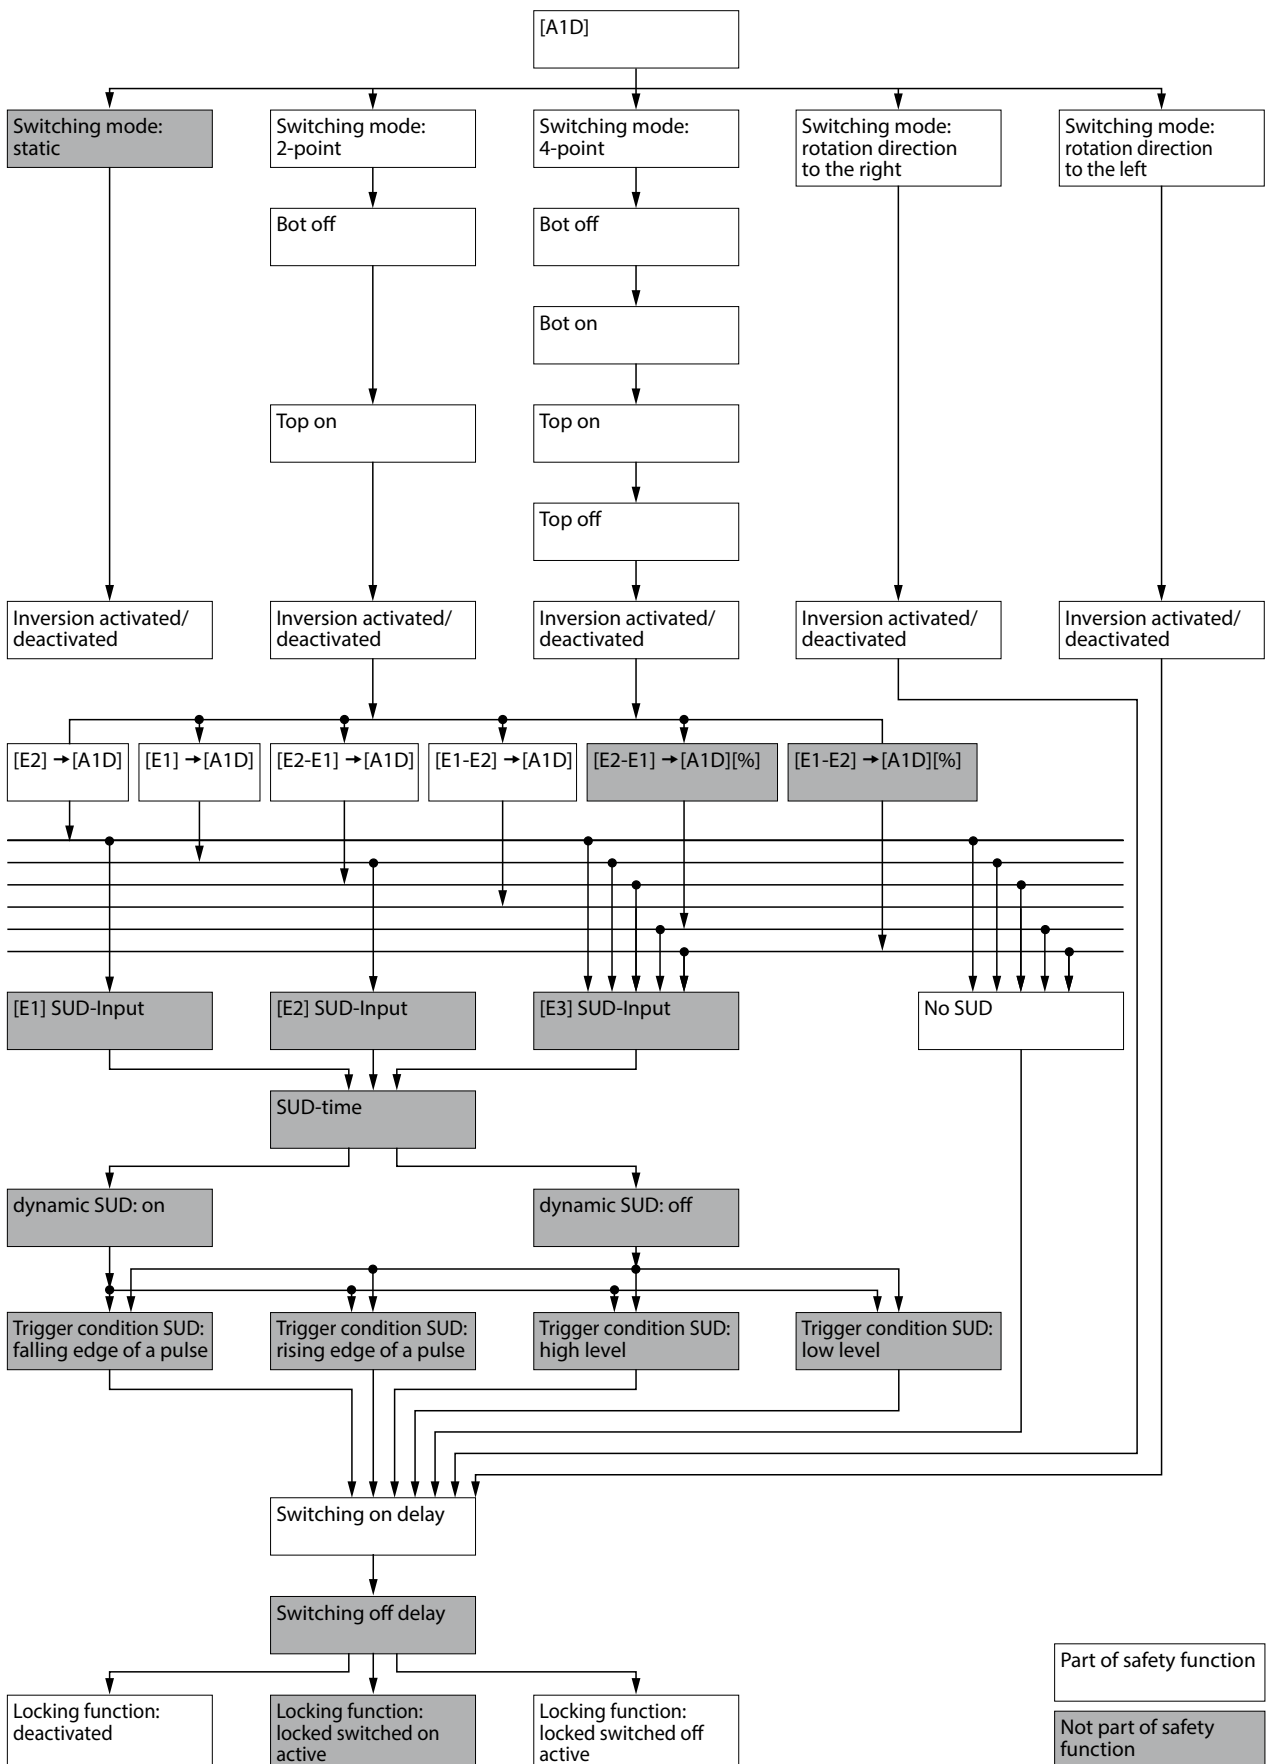 [A1D]
Switching mode:
static
Switching mode:
2-point
Switching mode:
4-point
Switching mode:
rotation direction
to the right
Switching mode:
rotation direction
to the left
Bot off
Bot off
Bot on
Top on
Top on
Top off
Inversion activated/
deactivated
Inversion activated/
deactivated
Inversion activated/
deactivated
Inversion activated/
deactivated
Inversion activated/
deactivated
[E2] →[A1D]
[E1] →[A1D]
[E2-E1] →[A1D]
[E1-E2] →[A1D]
[E2-E1] →[A1D][%]
[E1-E2] →[A1D][%]
[E1] SUD-Input
[E2] SUD-Input
[E3] SUD-Input
No SUD
SUD-time
dynamic SUD: on
dynamic SUD: off
Trigger condition SUD:
falling edge of a pulse
Trigger condition SUD:
rising edge of a pulse
Trigger condition SUD:
high level
Trigger condition SUD:
low level
Switching on delay
Switching off delay
Locking function:
deactivated
Locking function:
locked switched on
active
Locking function:
locked switched off
active
Part of safety function
Not part of safety
function